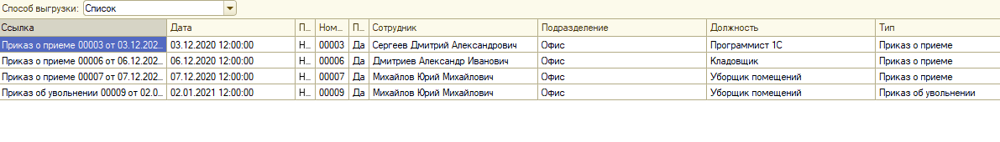 Способ выгрузки: Список
Ссылка Дата П... Ном... П... Сотрудник Подразделение Должность Тип
Приказ о приеме 00003 от 03.12.202... 03.12.2020 12:00:00 Н... 00003 Да Сергеев Дмитрий Александрович Офис Программист 1С Приказ о приеме
Приказ о приеме 00006 от 06.12.202... 06.12.2020 12:00:00 Н... 00006 Да Дмитриев Александр Иванович Офис Кладовщик Приказ о приеме
Приказ о приеме 00007 от 07.12.202... 07.12.2020 12:00:00 Н... 00007 Да Михайлов Юрий Михайлович Офис Уборщик помещений Приказ о приеме
Приказ об увольнении 00009 от 02.0... 02.01.2021 12:00:00 Н... 00009 Да Михайлов Юрий Михайлович Офис Уборщик помещений Приказ об увольнении